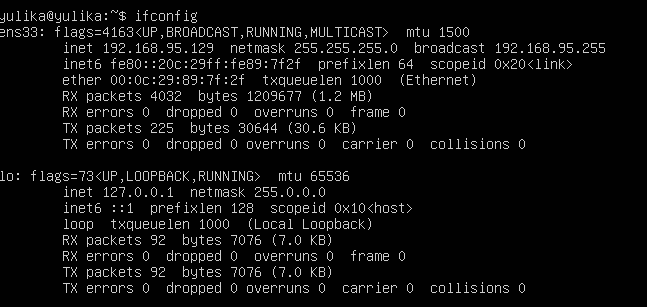 yulika@yulika:~$ ifconfig
ens33: flags=4163<UP,BROADCAST,RUNNING,MULTICAST>  mtu 1500
        inet 192.168.95.129  netmask 255.255.255.0  broadcast 192.168.95.255
        inet6 fe80::20c:29ff:fe89:7f2f  prefixlen 64  scopeid 0x20<link>
        ether 00:0c:29:89:7f:2f  txqueuelen 1000  (Ethernet)
        RX packets 4032  bytes 1209677 (1.2 MB)
        RX errors 0  dropped 0  overruns 0  frame 0
        TX packets 225  bytes 30644 (30.6 KB)
        TX errors 0  dropped 0 overruns 0  carrier 0  collisions 0

lo: flags=73<UP,LOOPBACK,RUNNING>  mtu 65536
        inet 127.0.0.1  netmask 255.0.0.0
        inet6 ::1  prefixlen 128  scopeid 0x10<host>
        loop  txqueuelen 1000  (Local Loopback)
        RX packets 92  bytes 7076 (7.0 KB)
        RX errors 0  dropped 0  overruns 0  frame 0
        TX packets 92  bytes 7076 (7.0 KB)
        TX errors 0  dropped 0 overruns 0  carrier 0  collisions 0